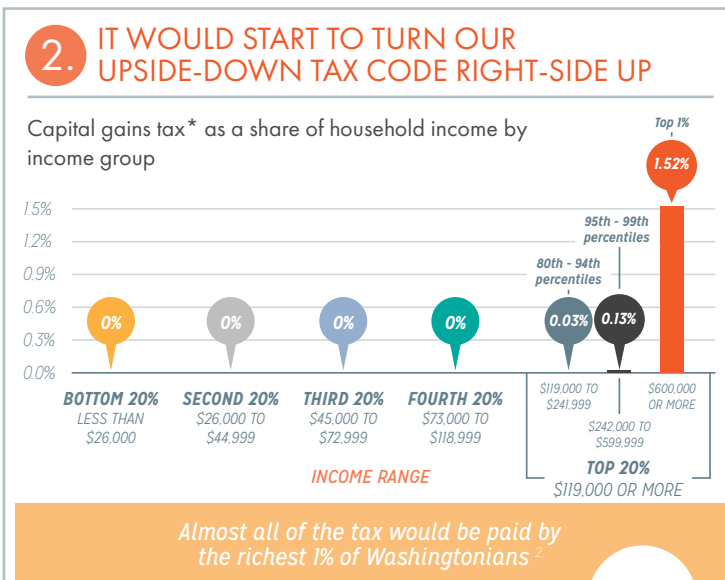 2. IT WOULD START TO TURN OUR
UPSIDE-DOWN TAX CODE RIGHT-SIDE UP
Capital gains tax* as a share of household income by
income group
Top 1%
1.52%
1.5%
1.2%
0.9%
0.6%
0.3%
0.0%
95th - 99th
percentiles
80th - 94th
percentiles
0%
0%
0%
0%
0.03%
0.13%
BOTTOM 20%
LESS THAN
$26,000
SECOND 20%
$26,000 TO
$44,999
THIRD 20%
$45,000 TO
$72,999
FOURTH 20%
$73,000 TO
$118,999
$119,000 TO
$241,999
$242,000 TO
$599,999
$600,000
OR MORE
TOP 20%
$119,000 OR MORE
INCOME RANGE
Almost all of the tax would be paid by
the richest 1% of Washingtonians 2